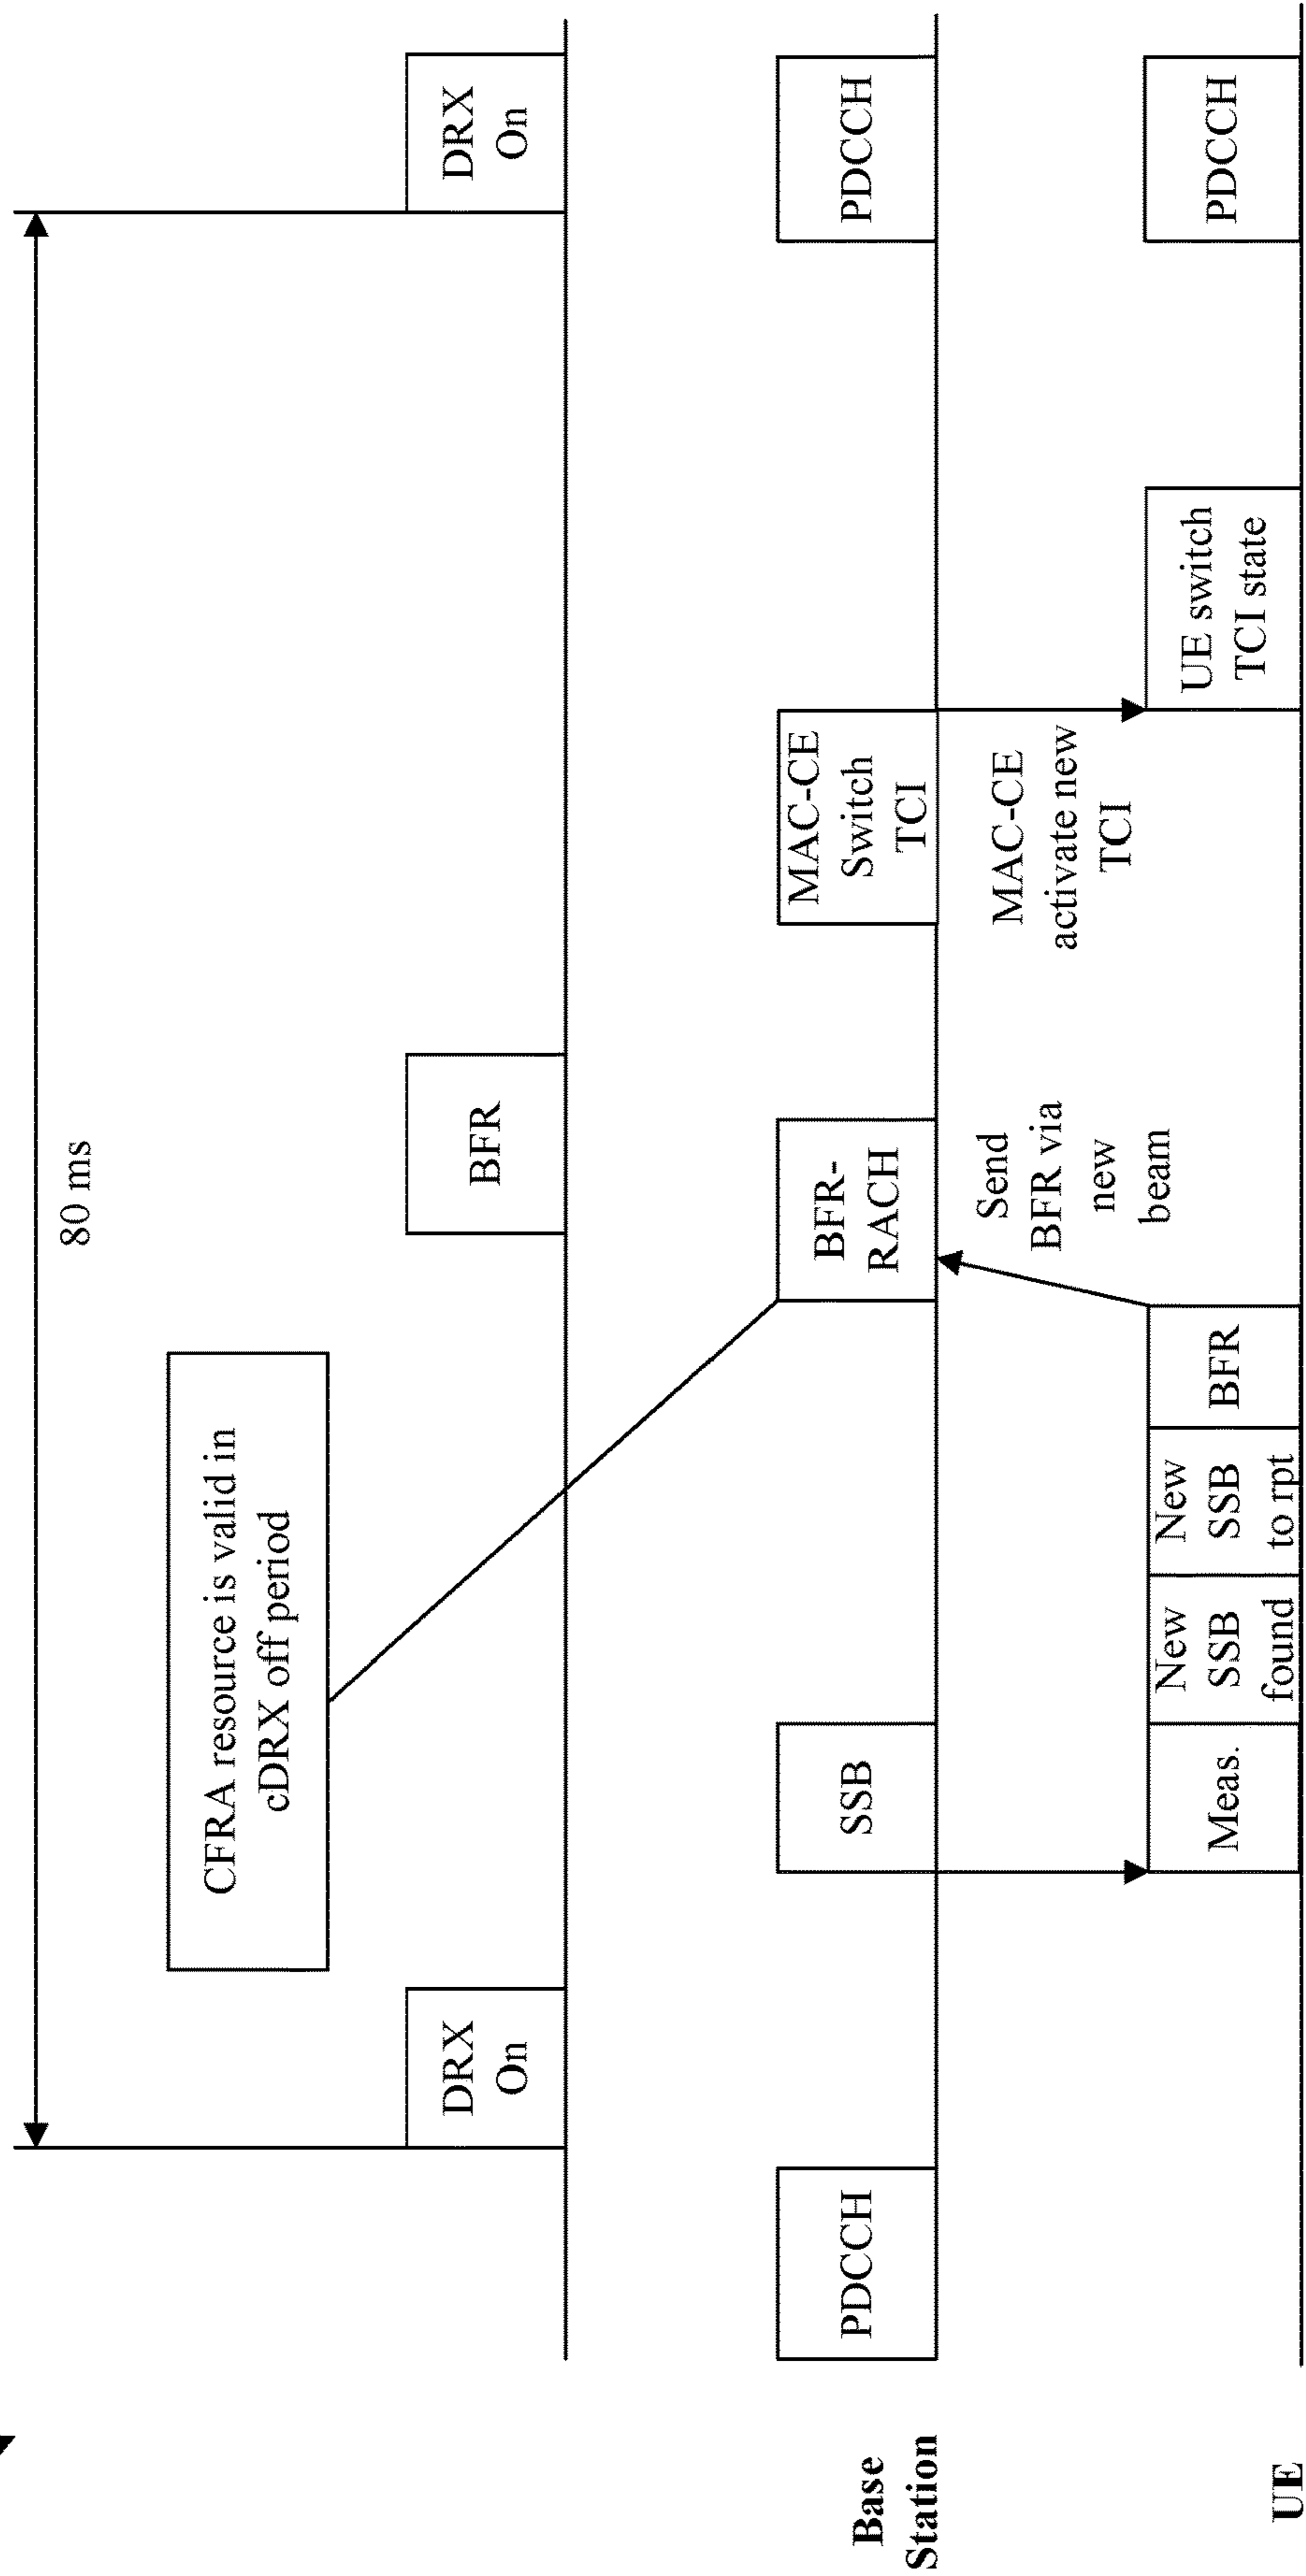 80 ms
CFRA resource is valid in
cDRX off period
DRX
On
BFR
DRX
On
Base
Station
PDCCH
SSB
BFR-
RACH
MAC-CE
Switch
TCI
PDCCH
Send
BFR via
new
beam
MAC-CE
activate new
TCI
UE
Meas.
New
SSB
found
New
SSB
to rpt
BFR
UE switch
TCI state
PDCCH